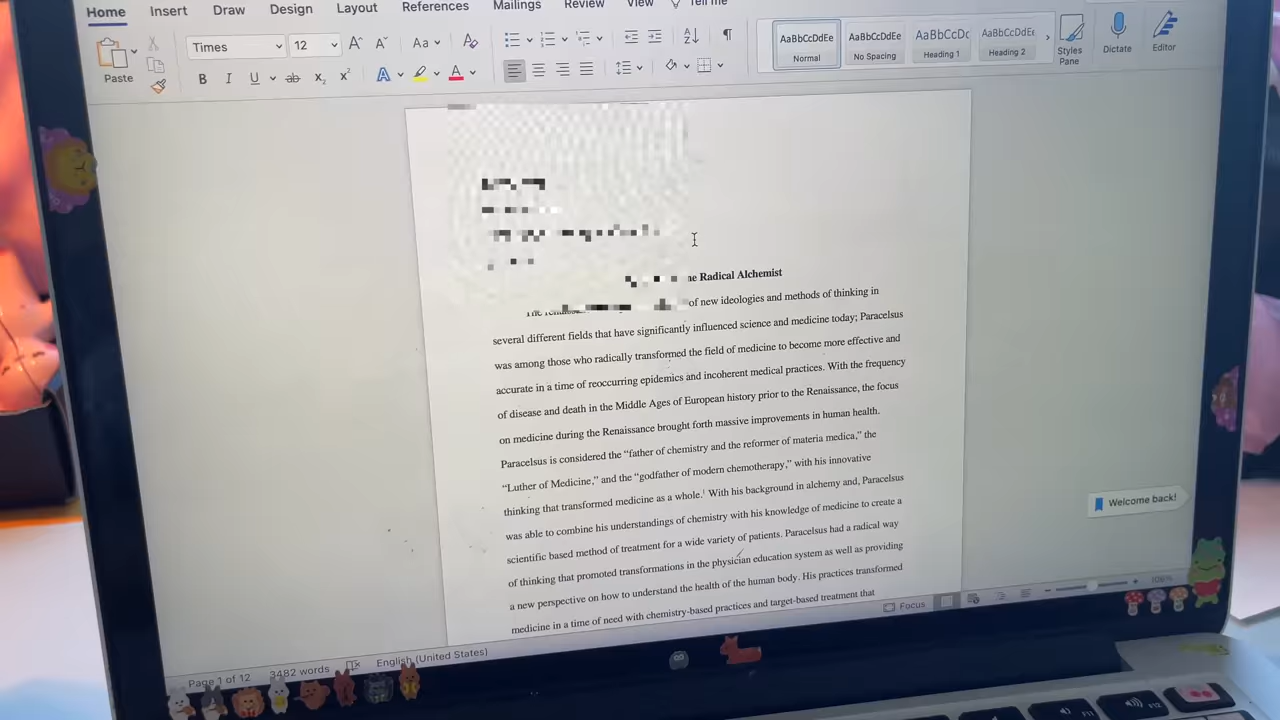 Home Insert Draw Design Layout References Mailings Review View Tell me
Times 12 Aa
AaBbCcDdEe AaBbCcDdEe AaBbCcDc AaBbCcDdEe
Paste Normal No Spacing Heading 1 Heading 2 Styles Pane Dictate Editor
B I U ab x
Radical Alchemist
of new ideologies and methods of thinking in
several different fields that have significantly influenced science and medicine today; Paracelsus
was among those who radically transformed the field of medicine to become more effective and
accurate in a time of reoccurring epidemics and incoherent medical practices. With the frequency
of disease and death in the Middle Ages of European history prior to the Renaissance, the focus
on medicine during the Renaissance brought forth massive improvements in human health.
Paracelsus is considered the “father of chemistry and the reformer of materia medica,” the
“Luther of Medicine,” and the “godfather of modern chemotherapy,” with his innovative
thinking that transformed medicine as a whole.¹ With his background in alchemy and, Paracelsus
was able to combine his understandings of chemistry with his knowledge of medicine to create a
scientific based method of treatment for a wide variety of patients. Paracelsus had a radical way
of thinking that promoted transformations in the physician education system as well as providing
a new perspective on how to understand the health of the human body. His practices transformed
medicine in a time of need with chemistry-based practices and target-based treatment that
Welcome back!
Page 1 of 12 3482 words English (United States) Focus 106%
F11 F12